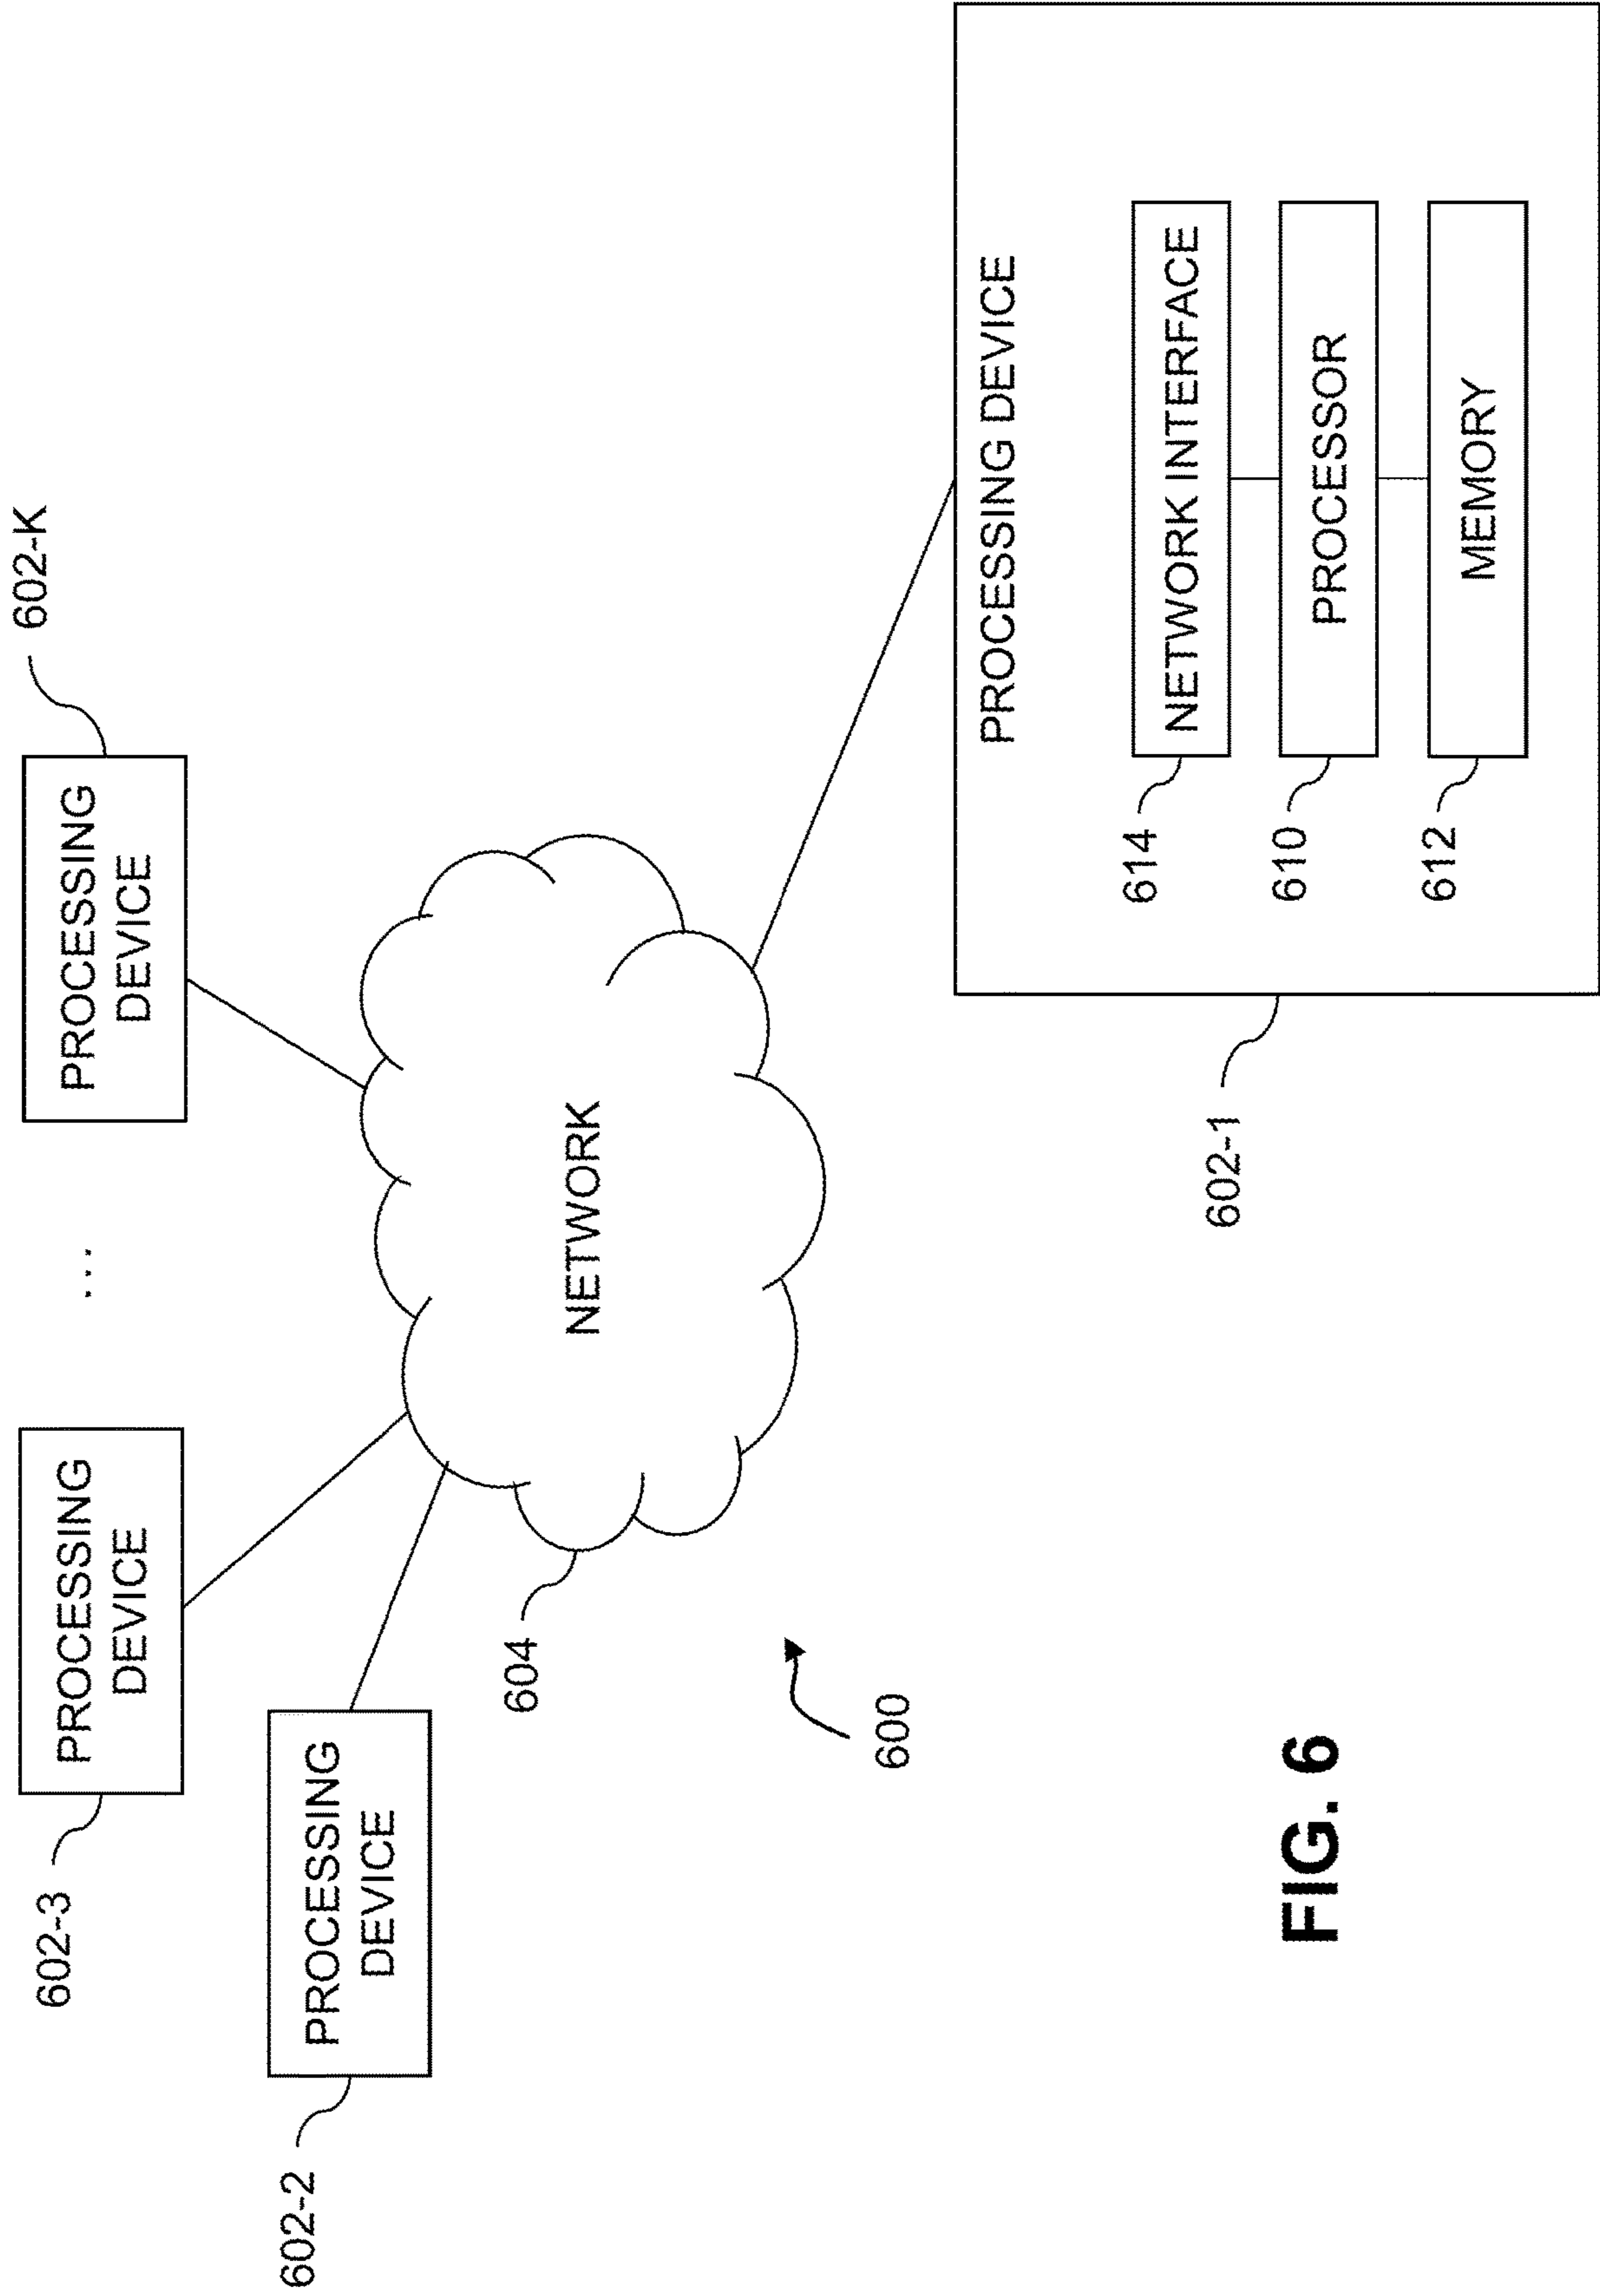 602-2
PROCESSING
DEVICE
602-3
PROCESSING
DEVICE
...
PROCESSING
DEVICE
602-K
604
NETWORK
600
602-1
PROCESSING DEVICE
614
NETWORK INTERFACE
610
PROCESSOR
612
MEMORY
FIG. 6